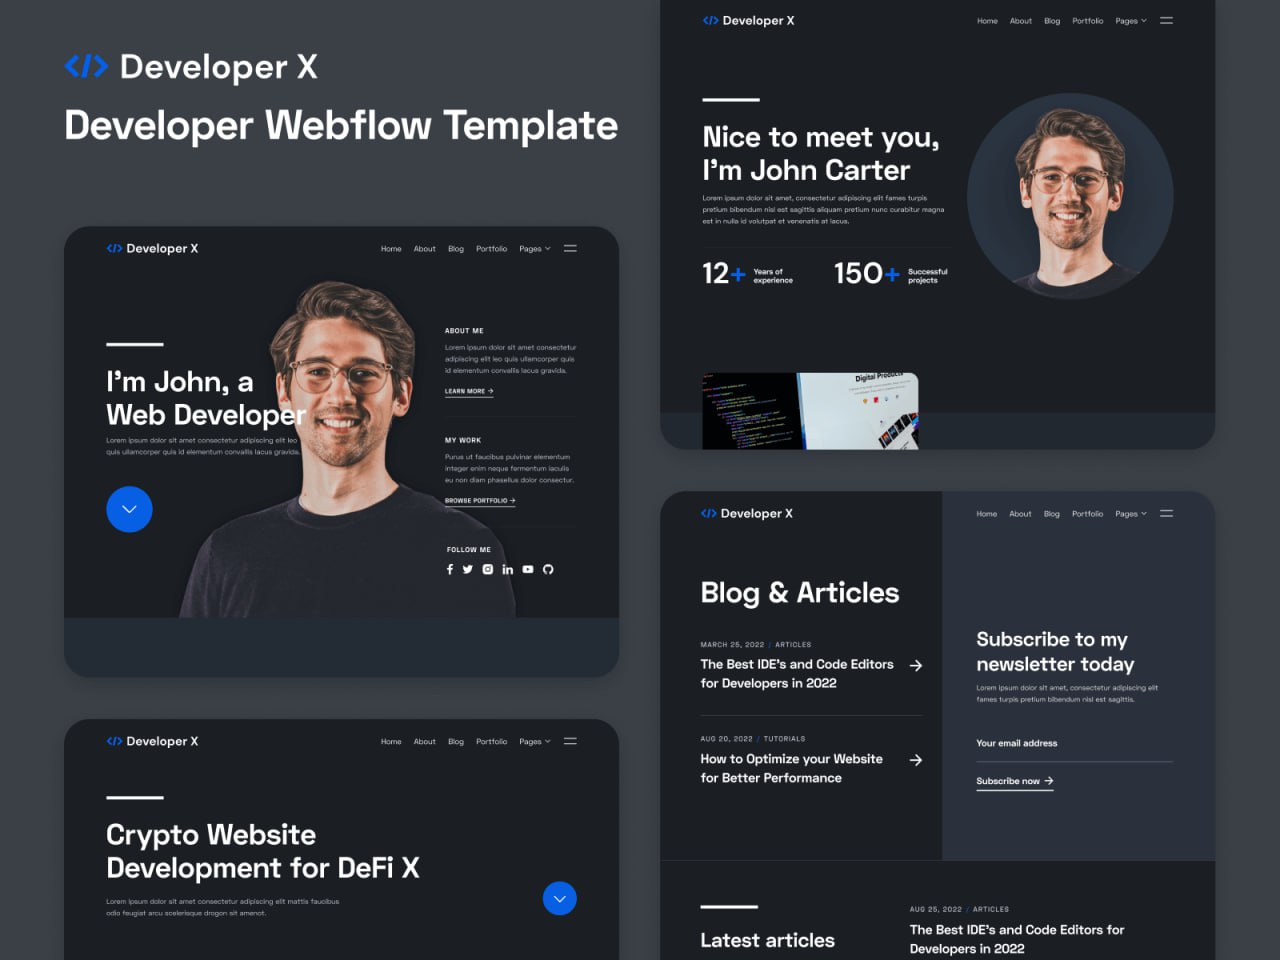 </> Developer X
Developer Webflow Template
</> Developer X
Home About Blog Portfolio Pages
I'm John, a
Web Developer
Lorem ipsum dolor sit amet consectetur adipiscing elit leo
quis ullamcorper quis id elementum convallis lacus gravida.
ABOUT ME
Lorem ipsum dolor sit amet consectetur
adipiscing elit leo quis ullamcorper quis
id elementum convallis lacus gravida.
LEARN MORE →
MY WORK
Purus ut faucibus pulvinar elementum
integer enim neque fermentum iaculis
eu non diam phasellus dolor consectur.
BROWSE PORTFOLIO →
FOLLOW ME
</> Developer X
Home About Blog Portfolio Pages
Crypto Website
Development for DeFi X
Lorem ipsum dolor sit amet consectetur adipiscing elit mattis faucibus
odio feugiat arcu scelerisque drogon sit amenot.
</> Developer X
Home About Blog Portfolio Pages
Nice to meet you,
I'm John Carter
Lorem ipsum dolor sit amet, consectetur adipiscing elit fames turpis
pretium bibendum nisl est sagittis aliquam pretium nunc curabitur magna
est in nulla id volutpat et venenatis at lacus.
12+ Years of
experience
150+ Successful
projects
Digital Products
</> Developer X
Home About Blog Portfolio Pages
Blog & Articles
MARCH 25, 2022 / ARTICLES
The Best IDE's and Code Editors
for Developers in 2022
AUG 20, 2022 / TUTORIALS
How to Optimize your Website
for Better Performance
Subscribe to my
newsletter today
Lorem ipsum dolor sit amet, consectetur adipiscing elit
fames turpis pretium bibendum nisl est sagittis.
Your email address
Subscribe now →
Latest articles
AUG 25, 2022 / ARTICLES
The Best IDE's and Code Editors for
Developers in 2022